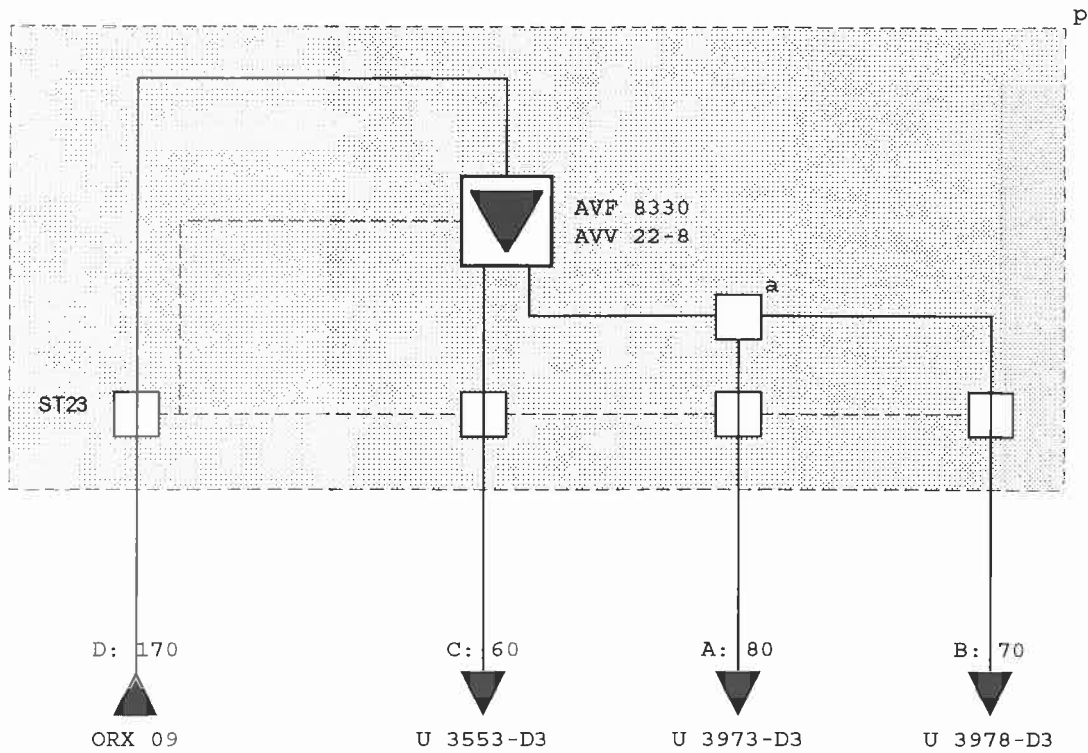 p
AVF 8330
AVV 22-8
a
ST23
D: 170
C: 60
A: 80
B: 70
ORX 09
U 3553-D3
U 3973-D3
U 3978-D3